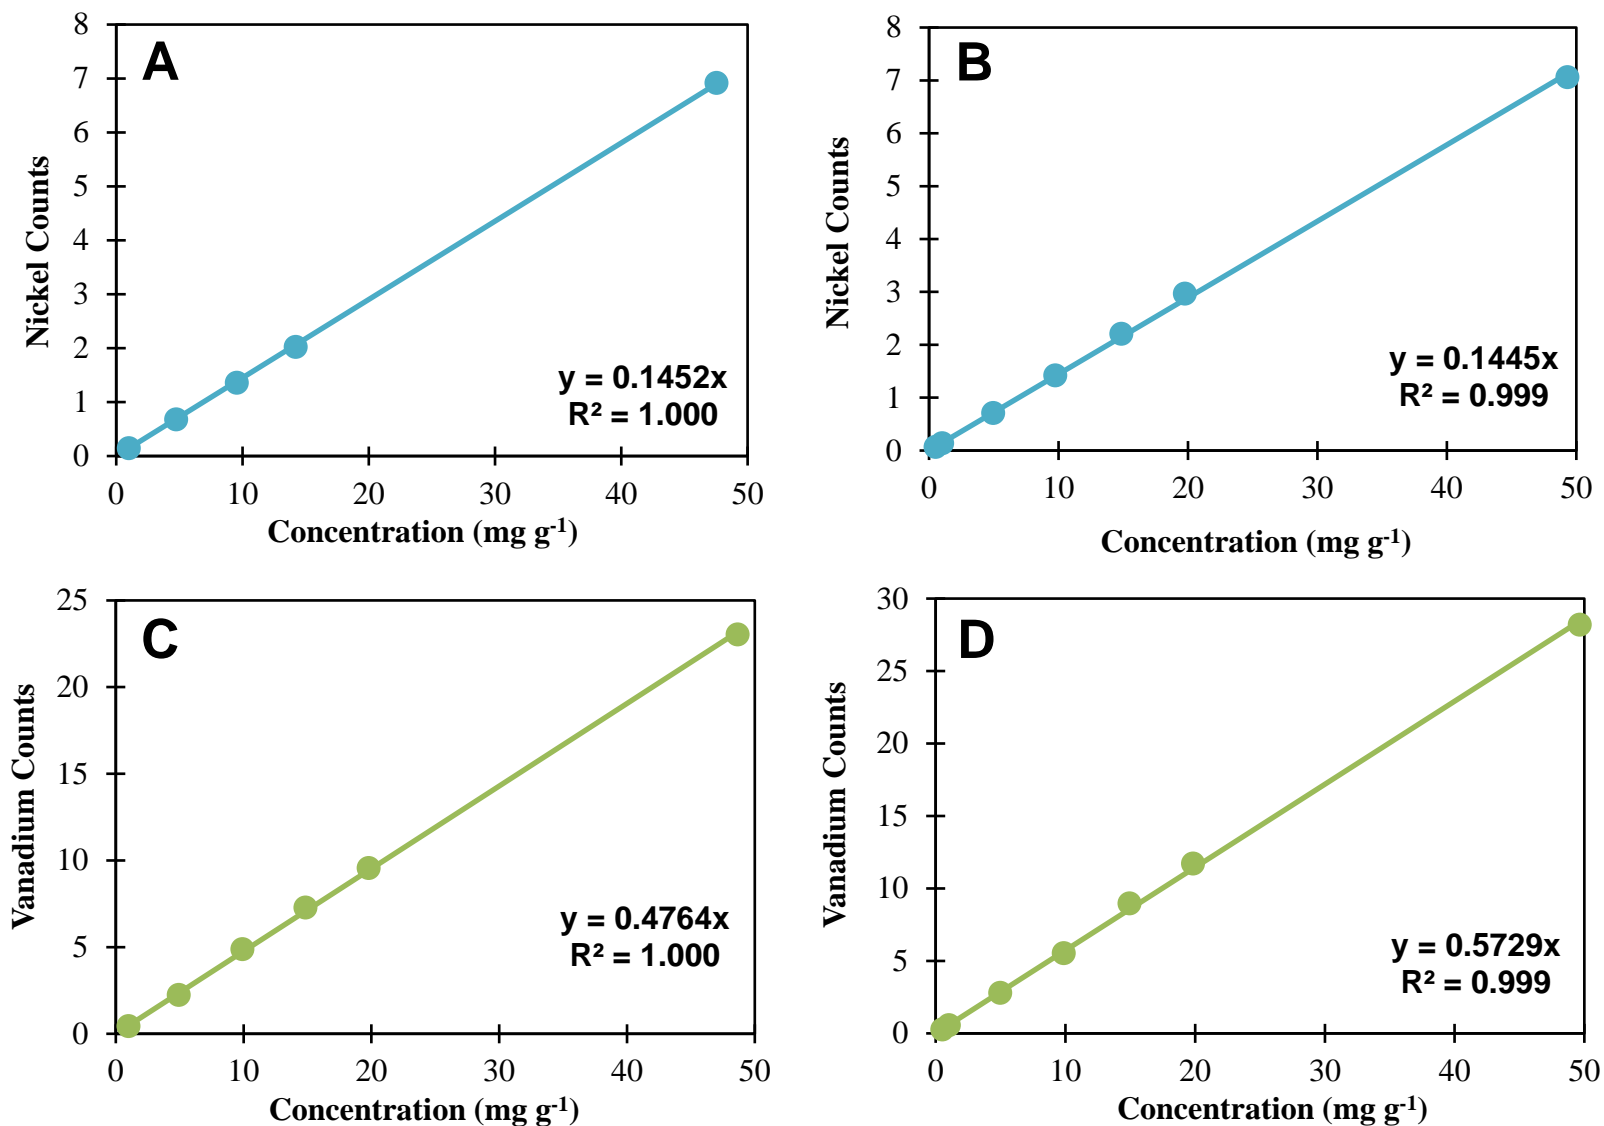 A
8
7
6
5
4
3
2
1
0
Nickel Counts
y = 0.1452x
R² = 1.000
0 10 20 30 40 50
Concentration (mg g⁻¹)
B
8
7
6
5
4
3
2
1
0
Nickel Counts
y = 0.1445x
R² = 0.999
0 10 20 30 40 50
Concentration (mg g⁻¹)
C
25
20
15
10
5
0
Vanadium Counts
y = 0.4764x
R² = 1.000
0 10 20 30 40 50
Concentration (mg g⁻¹)
D
30
25
20
15
10
5
0
Vanadium Counts
y = 0.5729x
R² = 0.999
0 10 20 30 40 50
Concentration (mg g⁻¹)